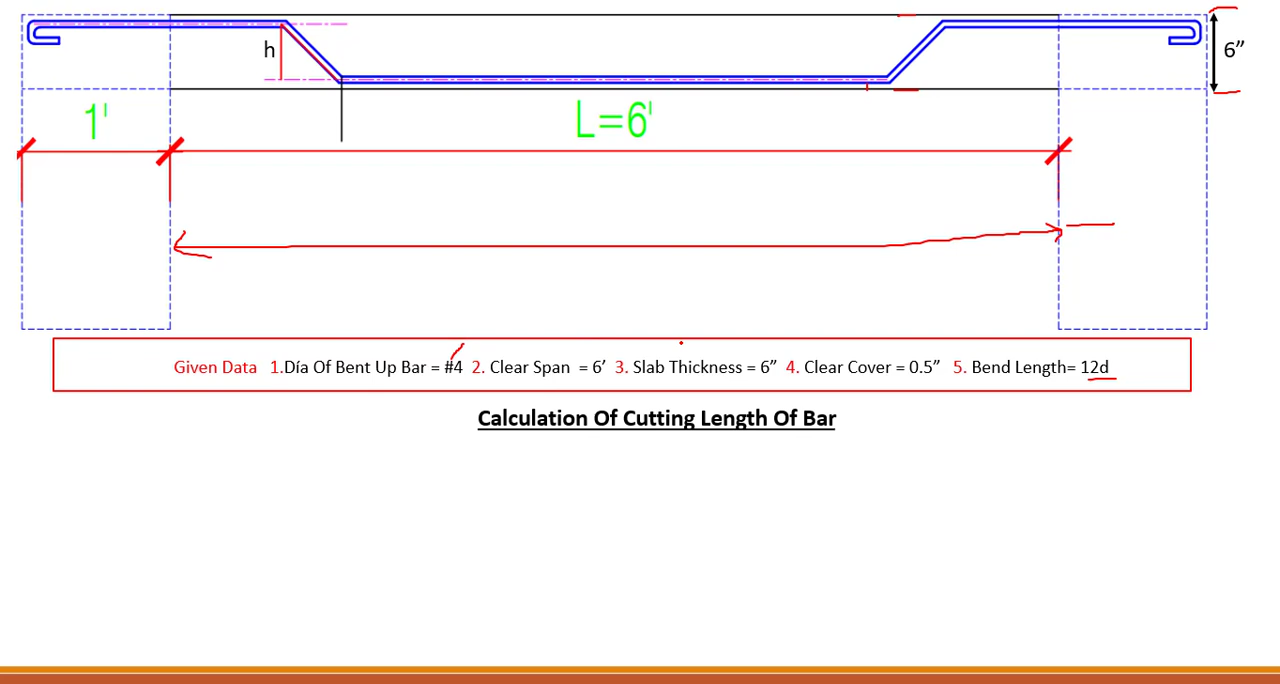 h
6”
1'
L=6'
Given Data 1.Día Of Bent Up Bar = #4 2. Clear Span = 6’ 3. Slab Thickness = 6” 4. Clear Cover = 0.5” 5. Bend Length= 12d
Calculation Of Cutting Length Of Bar